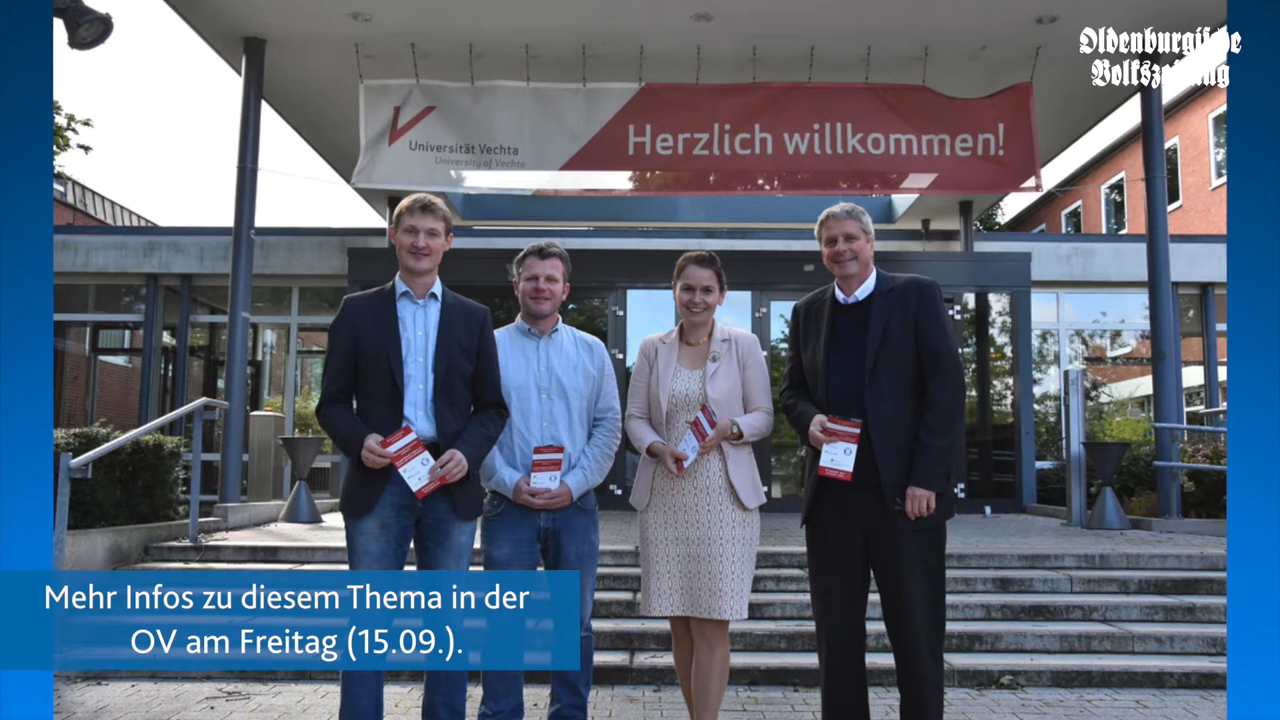 Oldenburgische
Volkszeitung
Universität Vechta
University of Vechta
Herzlich willkommen!
Mehr Infos zu diesem Thema in der
OV am Freitag (15.09.).